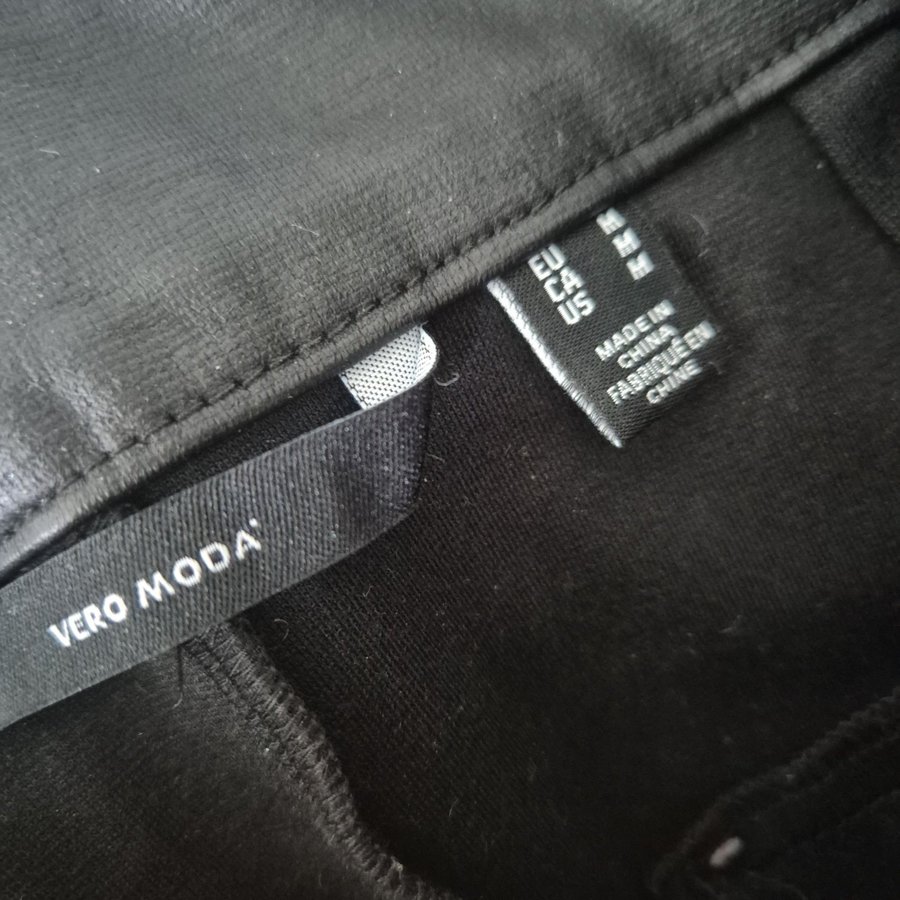 VERO MODA
EU M
CA M
US M
MADE IN
CHINA
FABRIQUÉ EN
CHINE